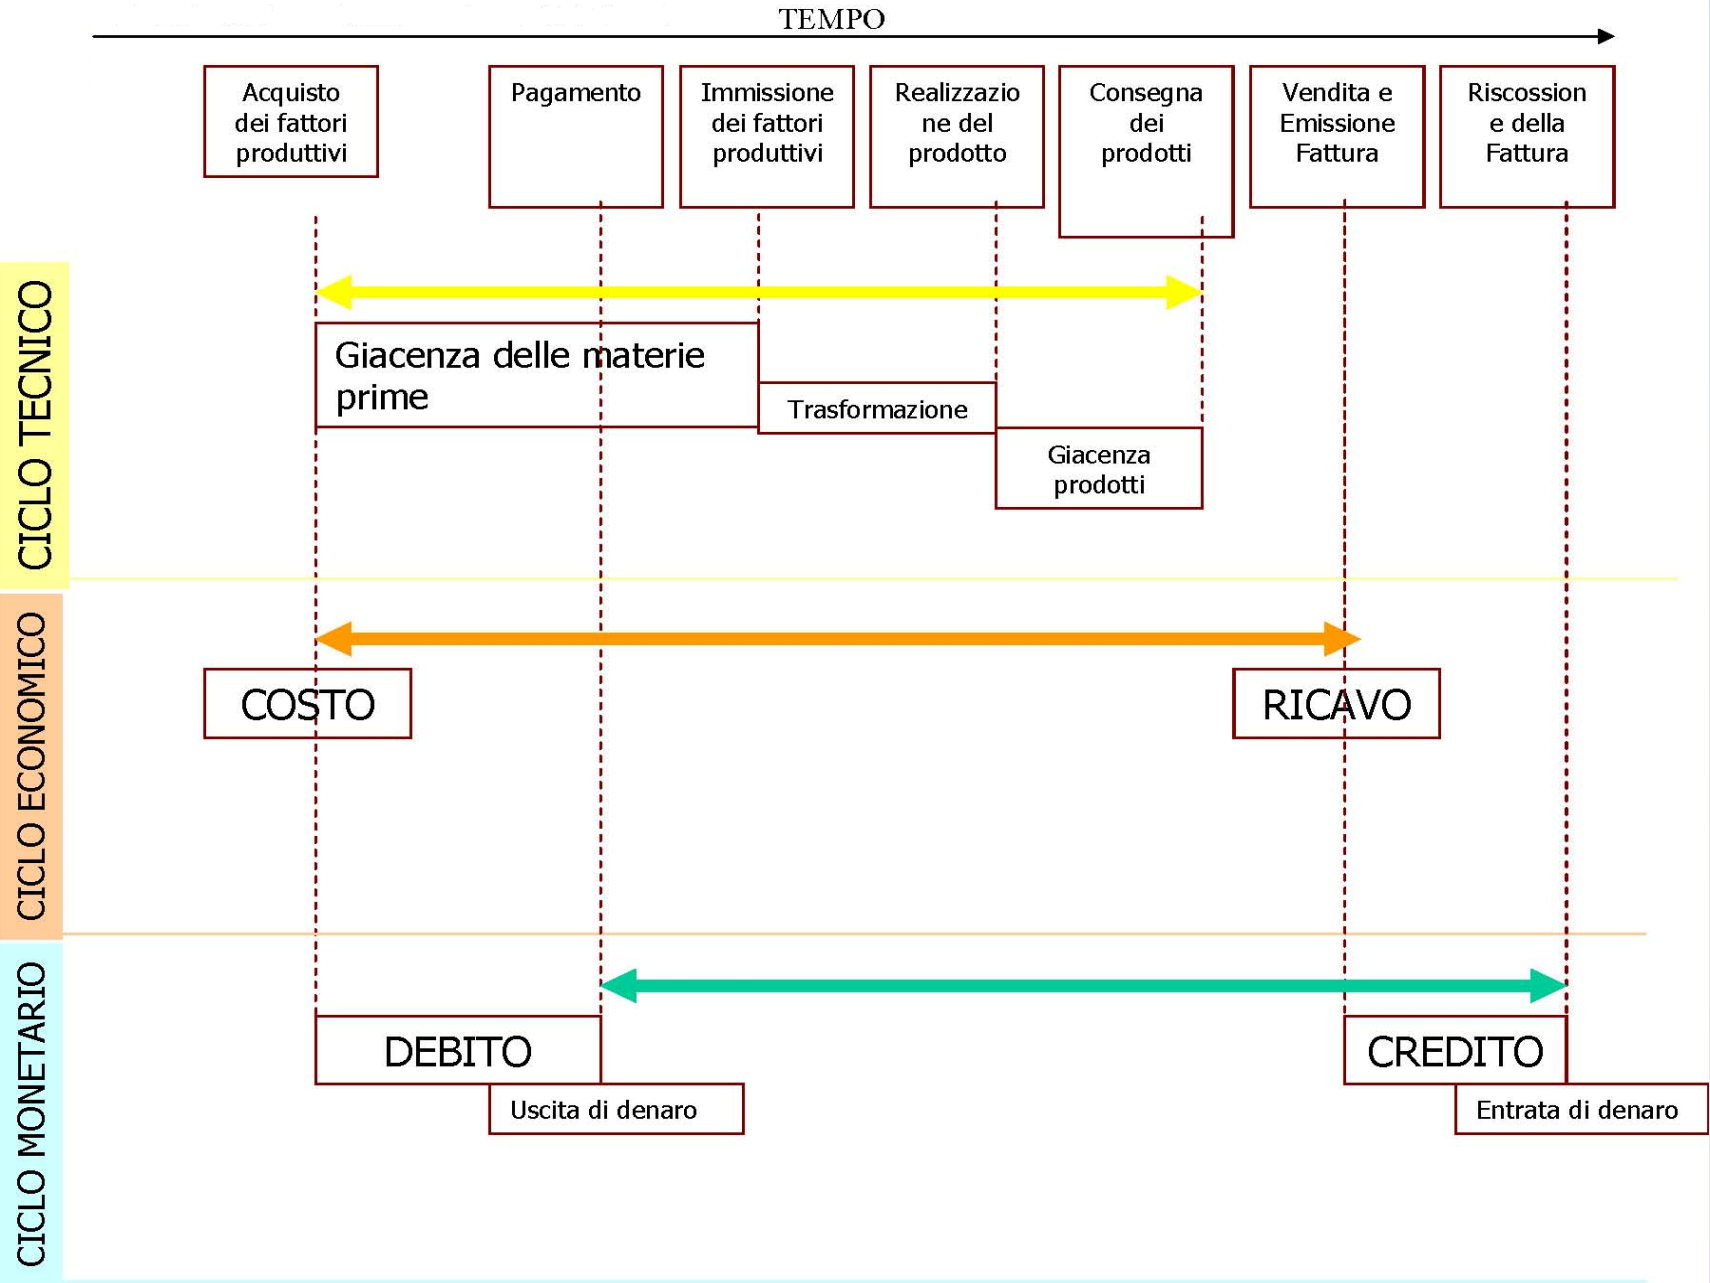 TEMPO
Acquisto
dei fattori
produttivi
Pagamento
Immissione
dei fattori
produttivi
Realizzazio
ne del
prodotto
Consegna
dei
prodotti
Vendita e
Emissione
Fattura
Riscossion
e della
Fattura
CICLO TECNICO
Giacenza delle materie
prime
Trasformazione
Giacenza
prodotti
CICLO ECONOMICO
COSTO
RICAVO
CICLO MONETARIO
DEBITO
CREDITO
Uscita di denaro
Entrata di denaro